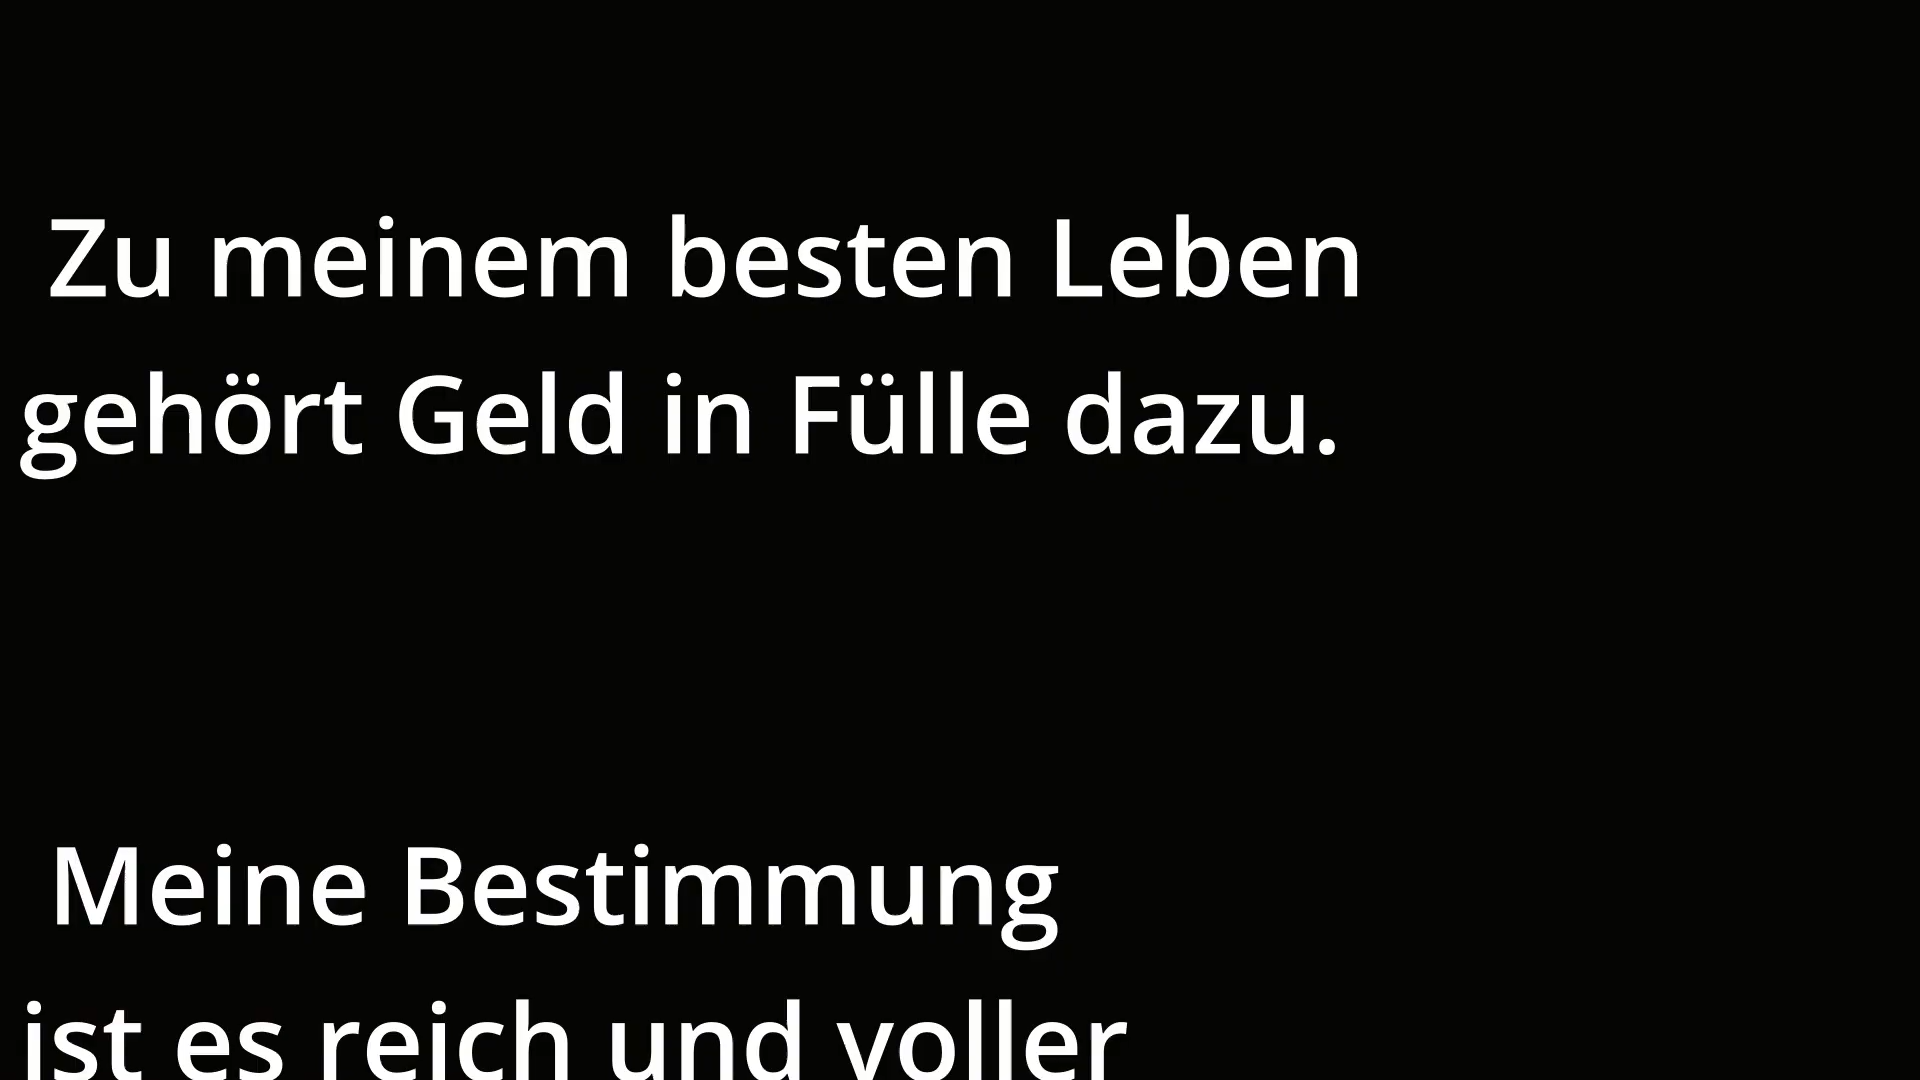 Zu meinem besten Leben
gehört Geld in Fülle dazu.
Meine Bestimmung
ist es reich und voller